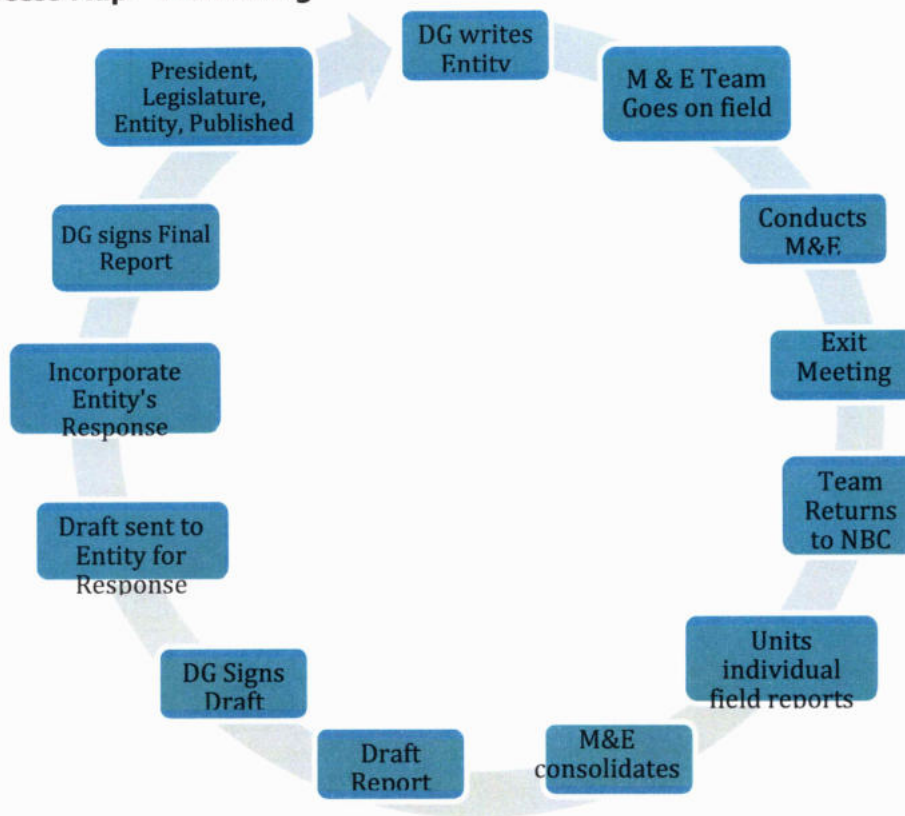 DG writes
Entity
M & E Team
Goes on field
Conducts
M&E
Exit
Meeting
Team
Returns
to NBC
Units
individual
field reports
M&E
consolidates
Draft
Report
DG Signs
Draft
Draft sent to
Entity for
Response
Incorporate
Entity's
Response
DG signs Final
Report
President,
Legislature,
Entity, Published